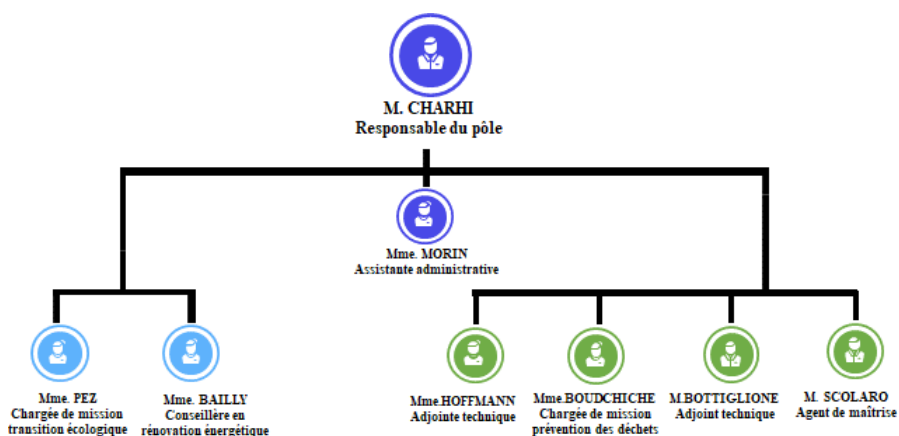 M. CHARHI
Responsable du pôle
Mme. MORIN
Assistante administrative
Mme. PEZ
Chargée de mission
transition écologique
Mme. BAILLY
Conseillère en
rénovation énergétique
Mme.HOFFMANN
Adjointe technique
Mme.BOUDCHICHE
Chargée de mission
prévention des déchets
M.BOTTIGLIONE
Adjoint technique
M. SCOLARO
Agent de maîtrise